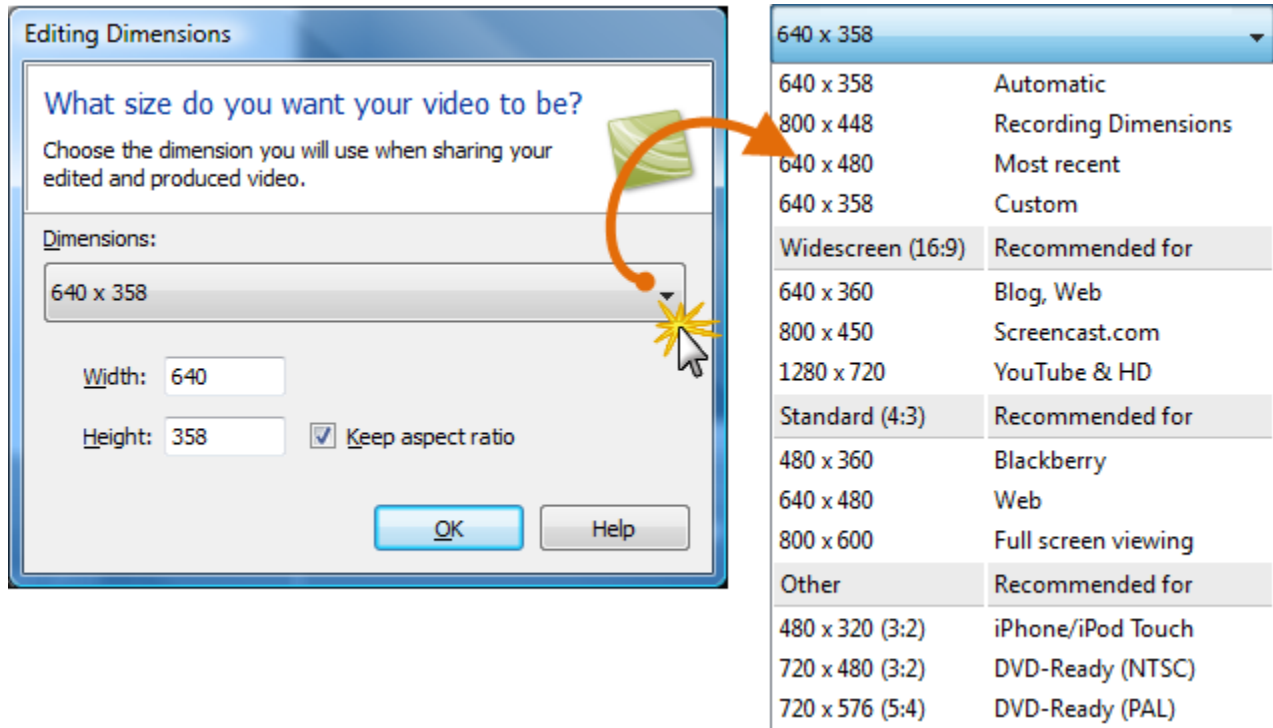 Editing Dimensions
What size do you want your video to be?
Choose the dimension you will use when sharing your
edited and produced video.
Dimensions:
640 x 358
Width: 640
Height: 358 Keep aspect ratio
OK Help
640 x 358
640 x 358 Automatic
800 x 448 Recording Dimensions
640 x 480 Most recent
640 x 358 Custom
Widescreen (16:9) Recommended for
640 x 360 Blog, Web
800 x 450 Screencast.com
1280 x 720 YouTube & HD
Standard (4:3) Recommended for
480 x 360 Blackberry
640 x 480 Web
800 x 600 Full screen viewing
Other Recommended for
480 x 320 (3:2) iPhone/iPod Touch
720 x 480 (3:2) DVD-Ready (NTSC)
720 x 576 (5:4) DVD-Ready (PAL)